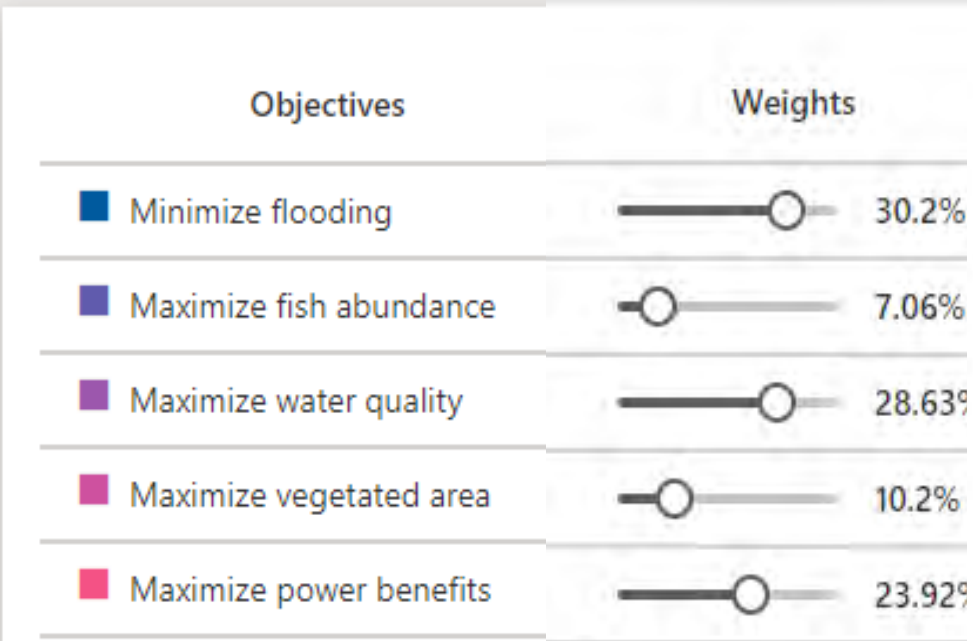 Objectives Weights
Minimize flooding 30.2%
Maximize fish abundance 7.06%
Maximize water quality 28.63%
Maximize vegetated area 10.2%
Maximize power benefits 23.92%